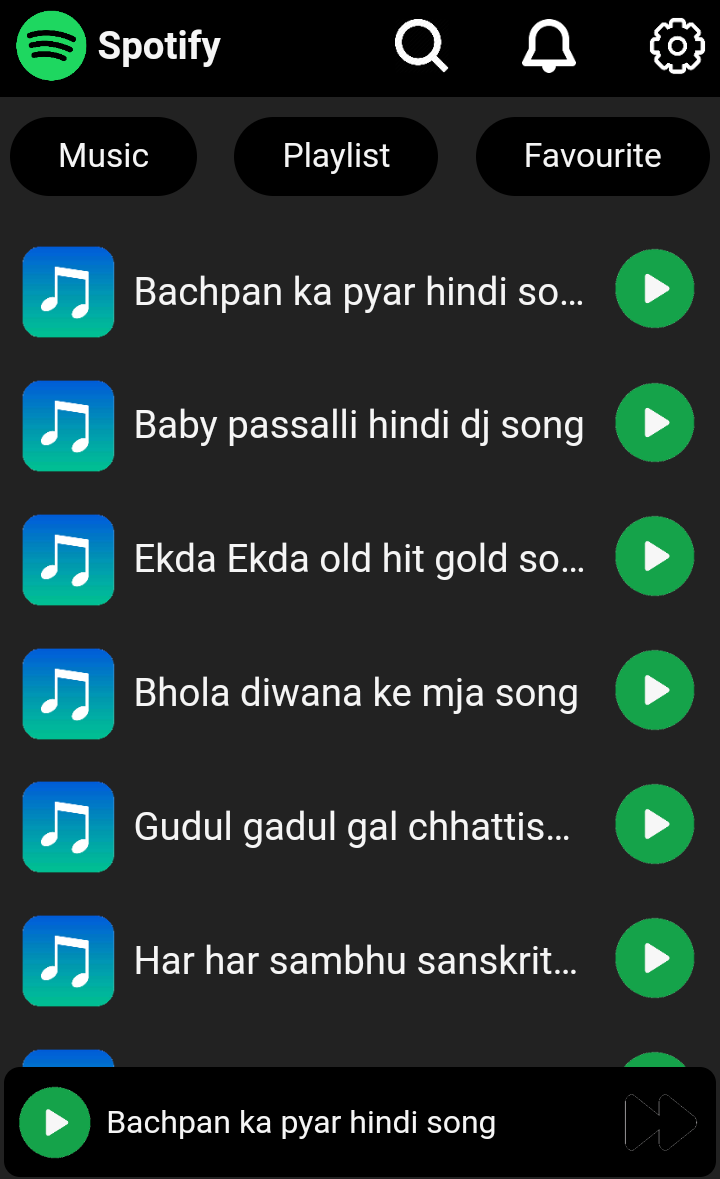 Spotify
Music
Playlist
Favourite
Bachpan ka pyar hindi so...
Baby passalli hindi dj song
Ekda Ekda old hit gold so...
Bhola diwana ke mja song
Gudul gadul gal chhattis...
Har har sambhu sanskrit...
Bachpan ka pyar hindi song